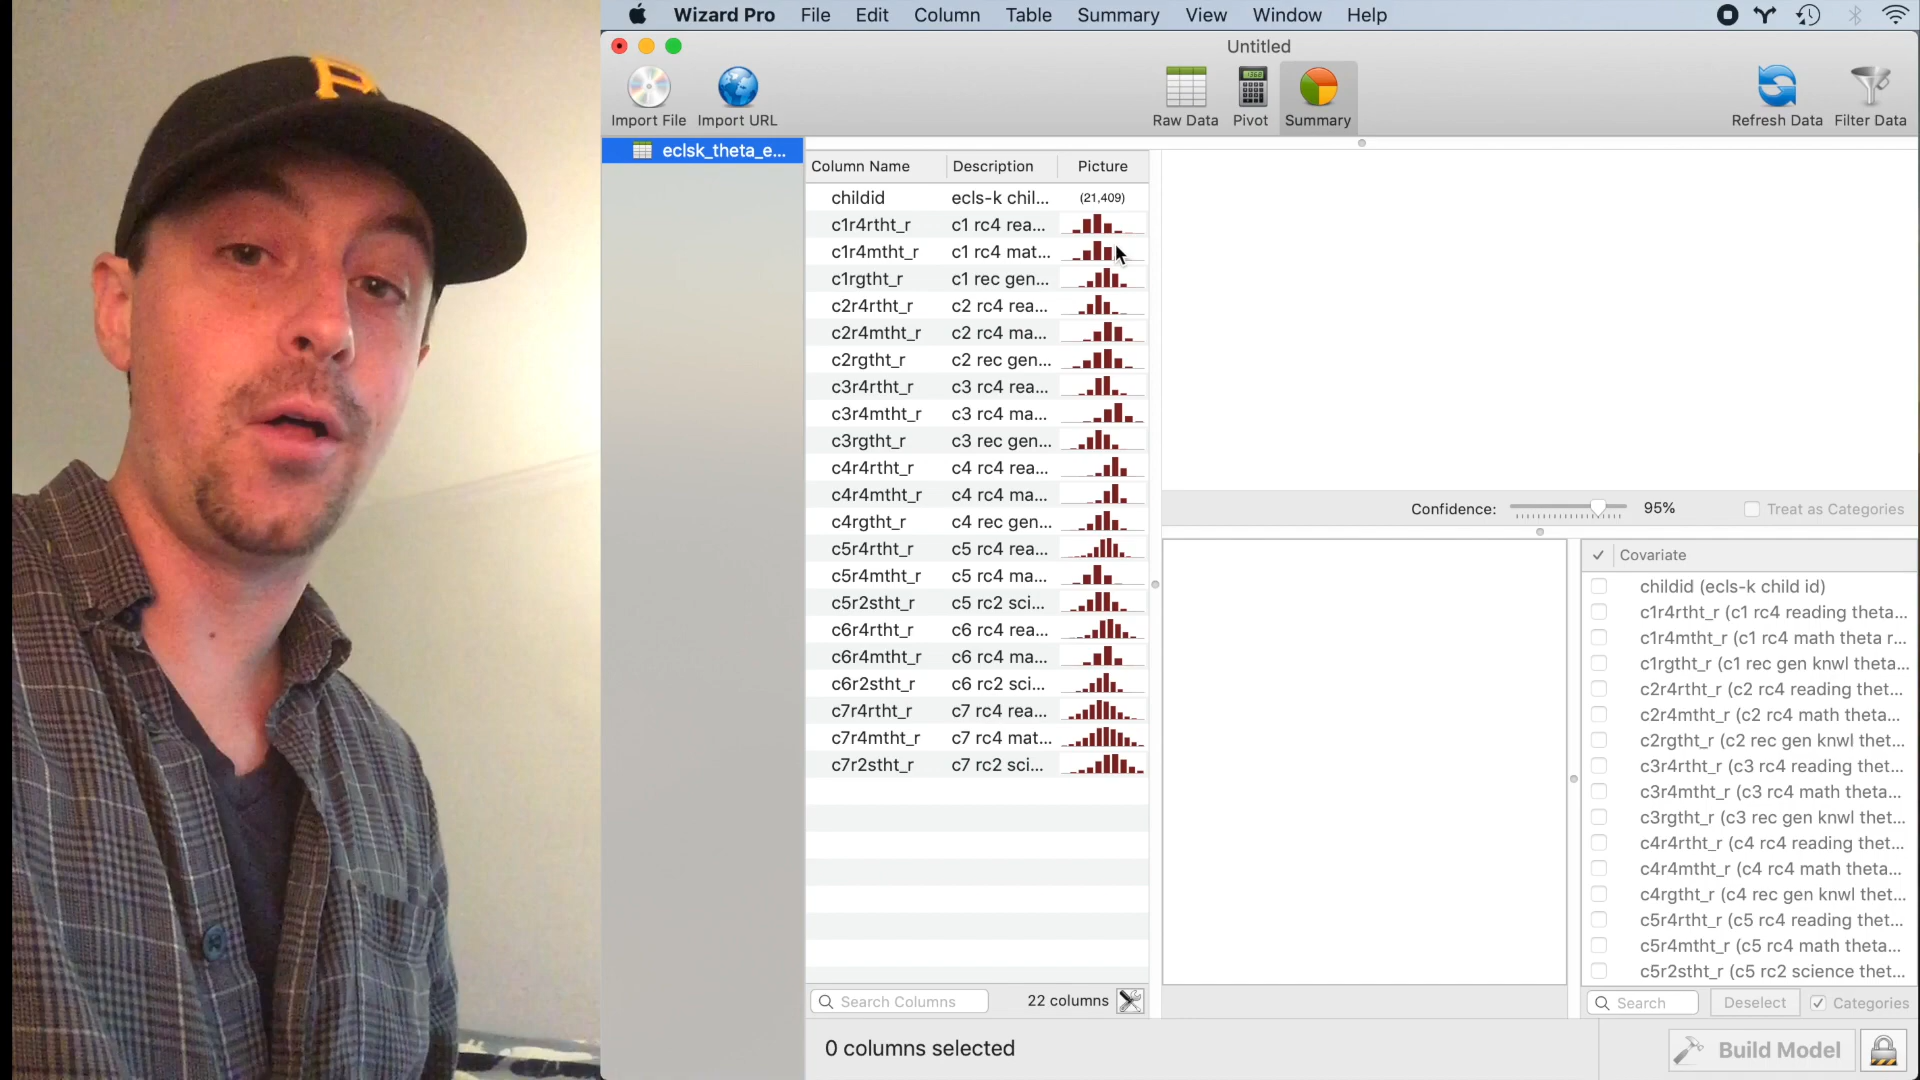 P
Wizard Pro File Edit Column Table Summary View Window Help
Untitled
Import File Import URL Raw Data Pivot Summary Refresh Data Filter Data
eclsk_theta_e...
Column Name Description Picture
childid ecls-k chil... (21,409)
c1r4rtht_r c1 rc4 rea...
c1r4mtht_r c1 rc4 mat...
c1rgtht_r c1 rec gen...
c2r4rtht_r c2 rc4 rea...
c2r4mtht_r c2 rc4 ma...
c2rgtht_r c2 rec gen...
c3r4rtht_r c3 rc4 rea...
c3r4mtht_r c3 rc4 ma...
c3rgtht_r c3 rec gen...
c4r4rtht_r c4 rc4 rea...
c4r4mtht_r c4 rc4 ma...
c4rgtht_r c4 rec gen...
c5r4rtht_r c5 rc4 rea...
c5r4mtht_r c5 rc4 ma...
c5r2stht_r c5 rc2 sci...
c6r4rtht_r c6 rc4 rea...
c6r4mtht_r c6 rc4 ma...
c6r2stht_r c6 rc2 sci...
c7r4rtht_r c7 rc4 rea...
c7r4mtht_r c7 rc4 mat...
c7r2stht_r c7 rc2 sci...
Search Columns 22 columns
0 columns selected
Confidence: 95% Treat as Categories
Covariate
childid (ecls-k child id)
c1r4rtht_r (c1 rc4 reading theta...
c1r4mtht_r (c1 rc4 math theta r...
c1rgtht_r (c1 rec gen knwl theta...
c2r4rtht_r (c2 rc4 reading thet...
c2r4mtht_r (c2 rc4 math theta...
c2rgtht_r (c2 rec gen knwl thet...
c3r4rtht_r (c3 rc4 reading thet...
c3r4mtht_r (c3 rc4 math theta...
c3rgtht_r (c3 rec gen knwl thet...
c4r4rtht_r (c4 rc4 reading thet...
c4r4mtht_r (c4 rc4 math theta...
c4rgtht_r (c4 rec gen knwl thet...
c5r4rtht_r (c5 rc4 reading thet...
c5r4mtht_r (c5 rc4 math theta...
c5r2stht_r (c5 rc2 science thet...
Search Deselect Categories
Build Model